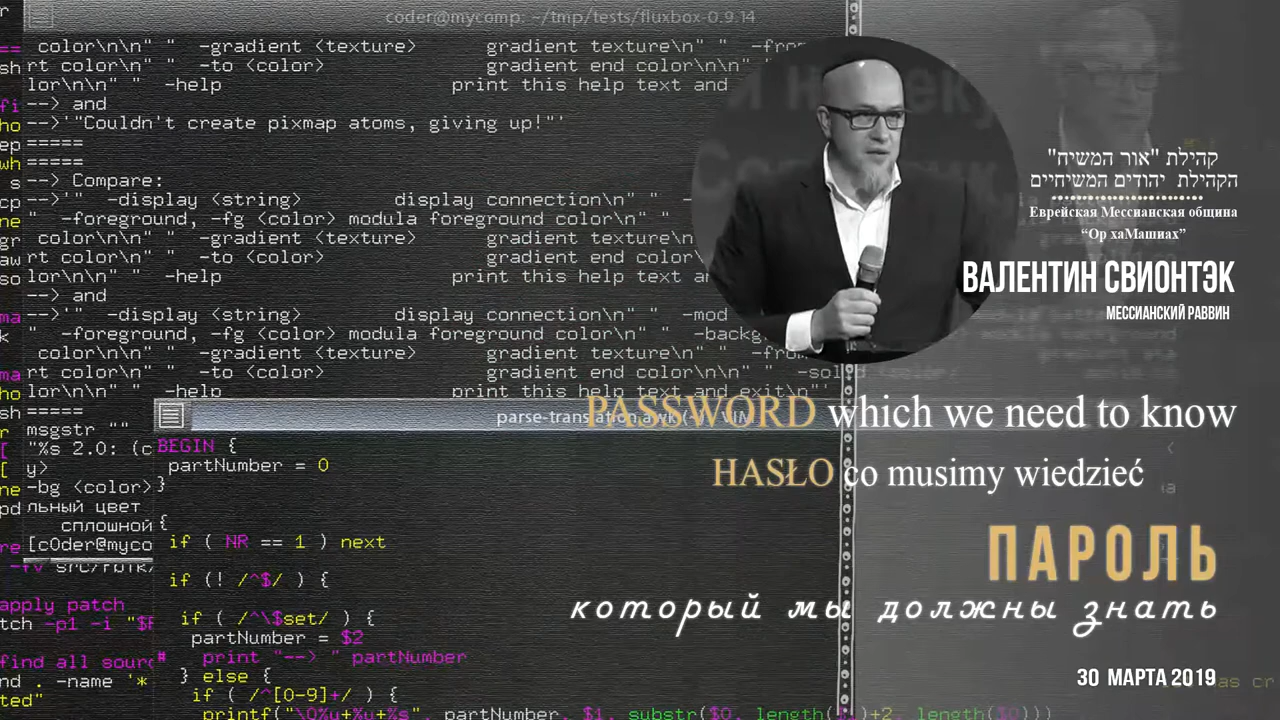 coder@mycomp: ~/tmp/tests/fluxbox-0.9.14
color\n\n" " -gradient <texture> gradient texture\n" " -from
rt color\n\n" " -to <color> gradient end color\n\n"
lor\n\n" " -help print this help text and
--> and
-->'"Couldn't create pixmap atoms, giving up!"'
=====
=====
--> Compare:
-->'" -display <string> display connection\n" "
" -foreground, -fg <color> modula foreground color\n" "
color\n\n" " -gradient <texture> gradient texture\n"
rt color\n\n" " -to <color> gradient end color
lor\n\n" " -help print this help text an
--> and
-->'" -display <string> display connection\n" " -mod
" -foreground, -fg <color> modula foreground color\n" " -backg
color\n\n" " -gradient <texture> gradient texture\n" " -from
rt color\n\n" " -to <color> gradient end color\n\n" " -solid
lor\n\n" " -help print this help text and exit\n"'
=====
msgstr ""
"%s 2.0: (c
y>
-bg <color>
льный цвет
сплошной
[c0der@myco
apply patch
tch -p1 -i "$
find all sour
nd . -name '*
ted"
parse-translation.awk (~) - VIM
BEGIN {
partNumber = 0
}
{
if ( NR == 1 ) next
if (! /^$/ ) {
if ( /^\$set/ ) {
partNumber = $2
# print "--> " partNumber
} else {
if ( /^[0-9]+/ ) {
printf("\0%u+%u+%s", partNumber, $1, substr($0, length($1)+2, length($0)))
קהילת "אור המשיח"
הקהילת יהודים המשיחיים
Еврейская Мессианская община
“Ор хаМашиах”
ВАЛЕНТИН СВИОНТЭК
МЕССИАНСКИЙ РАВВИН
PASSWORD which we need to know
HASŁO co musimy wiedzieć
ПАРОЛЬ
который мы должны знать
30 МАРТА 2019